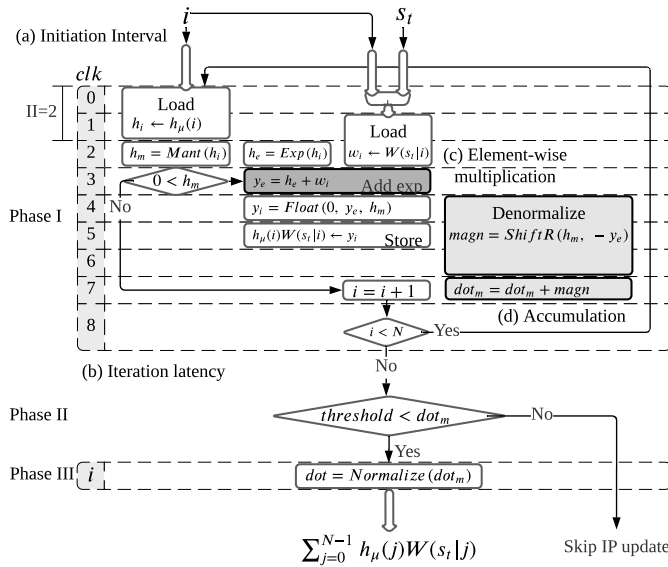 i
s_t
(a) Initiation Interval
clk
0
II=2
Load
h_i ← h_μ(i)
1
Load
w_i ← W(s_t|i)
2
h_m = Mant(h_i)
h_e = Exp(h_i)
(c) Element-wise
multiplication
3
0 < h_m
y_e = h_e + w_i
Add exp
No
Phase I
4
y_i = Float(0, y_e, h_m)
Denormalize
magn = ShiftR(h_m, − y_e)
5
h_μ(i)W(s_t|i) ← y_i
Store
6
7
i = i + 1
dot_m = dot_m + magn
(d) Accumulation
8
i < N
Yes
(b) Iteration latency
No
Phase II
threshold < dot_m
No
Yes
Phase III
i
dot = Normalize(dot_m)
∑_{j=0}^{N−1} h_μ(j)W(s_t|j)
Skip IP update